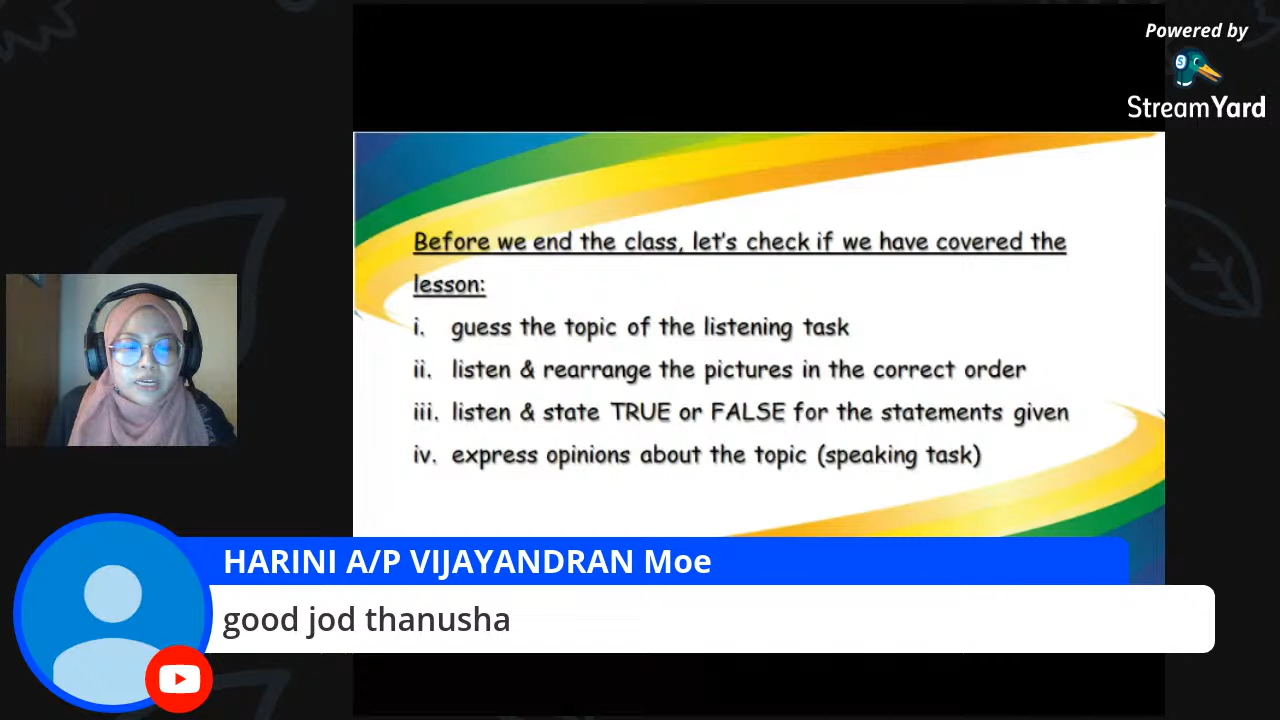 Powered by
StreamYard
Before we end the class, let's check if we have covered the
lesson:
i. guess the topic of the listening task
ii. listen & rearrange the pictures in the correct order
iii. listen & state TRUE or FALSE for the statements given
iv. express opinions about the topic (speaking task)
HARINI A/P VIJAYANDRAN Moe
good jod thanusha